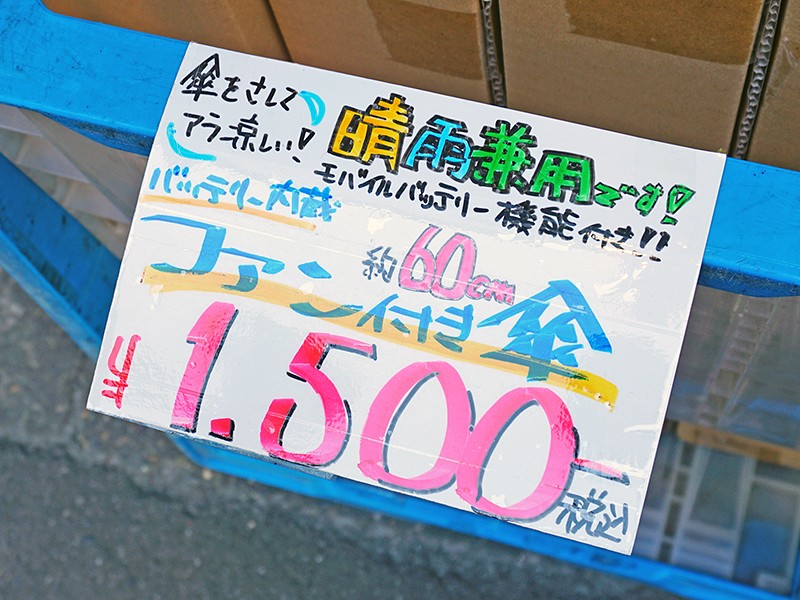 傘をさして
アラ涼しい!
晴雨兼用です!
モバイルバッテリー機能付き!!
バッテリー内蔵
約60cm
ファン付き傘
¥1.500-
税込